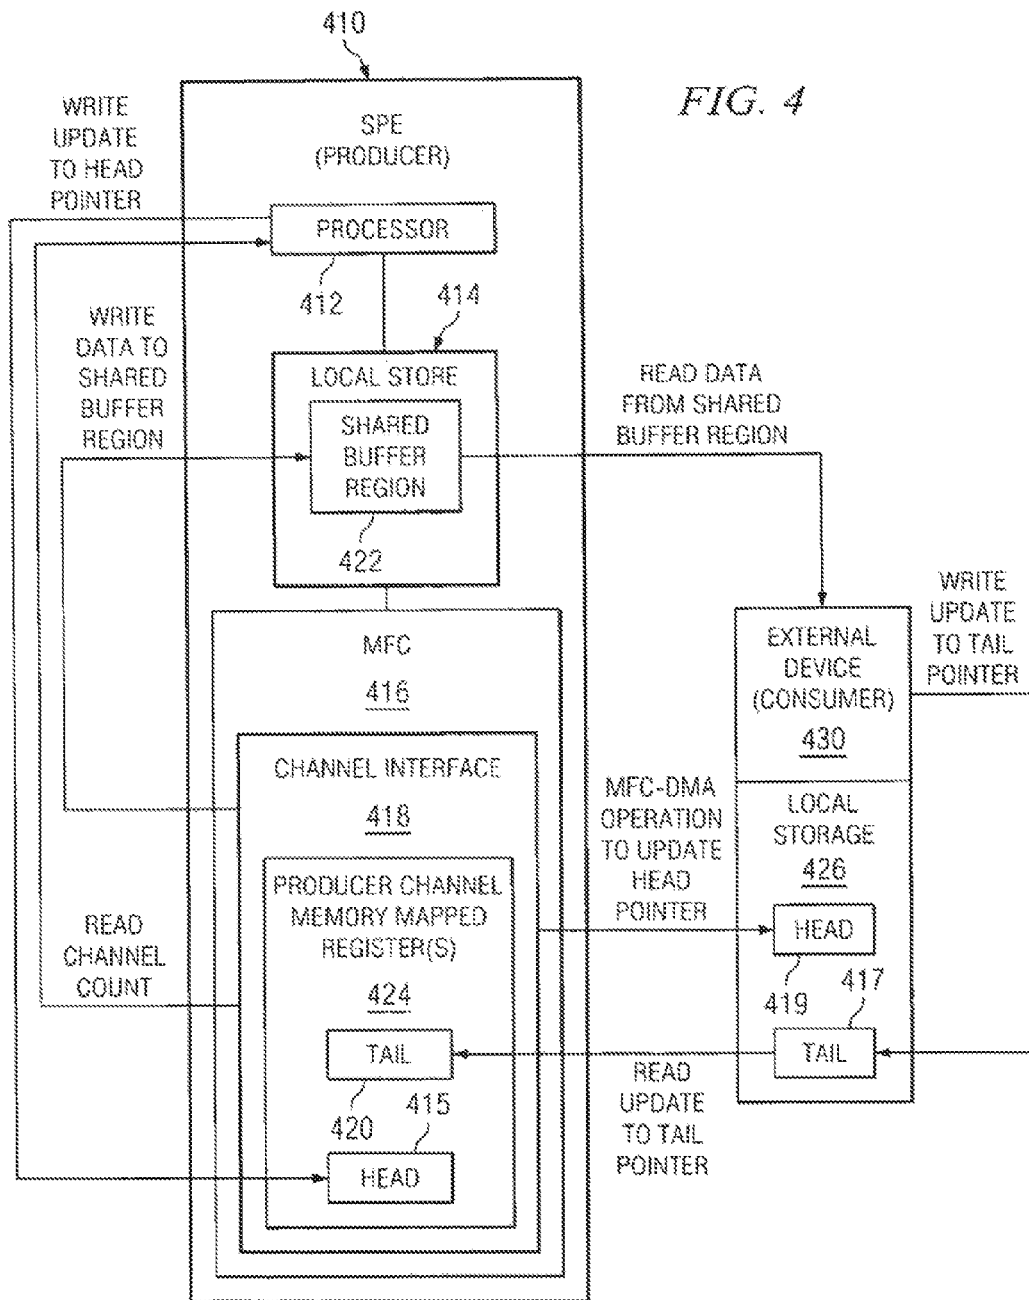 410
FIG. 4
WRITE
UPDATE
TO HEAD
POINTER
SPE
(PRODUCER)
PROCESSOR
412
414
WRITE
DATA TO
SHARED
BUFFER
REGION
LOCAL STORE
SHARED
BUFFER
REGION
422
READ DATA
FROM SHARED
BUFFER REGION
WRITE
UPDATE
TO TAIL
POINTER
MFC
416
EXTERNAL
DEVICE
(CONSUMER)
430
CHANNEL INTERFACE
418
MFC-DMA
OPERATION
TO UPDATE
HEAD
POINTER
LOCAL
STORAGE
426
PRODUCER CHANNEL
MEMORY MAPPED
REGISTER(S)
424
READ
CHANNEL
COUNT
HEAD
419
417
TAIL
TAIL
420
415
READ
UPDATE
TO TAIL
POINTER
HEAD